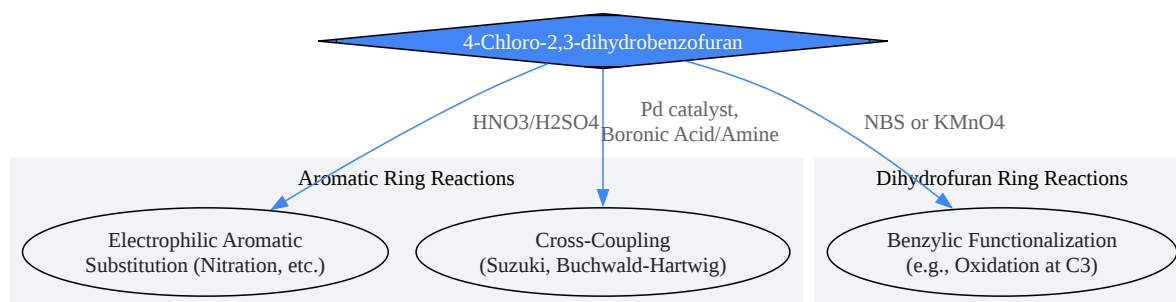 4-Chloro-2,3-dihydrobenzofuran
HNO3/H2SO4
Pd catalyst,
Boronic Acid/Amine
NBS or KMnO4
Aromatic Ring Reactions
Dihydrofuran Ring Reactions
Electrophilic Aromatic
Substitution (Nitration, etc.)
Cross-Coupling
(Suzuki, Buchwald-Hartwig)
Benzylic Functionalization
(e.g., Oxidation at C3)